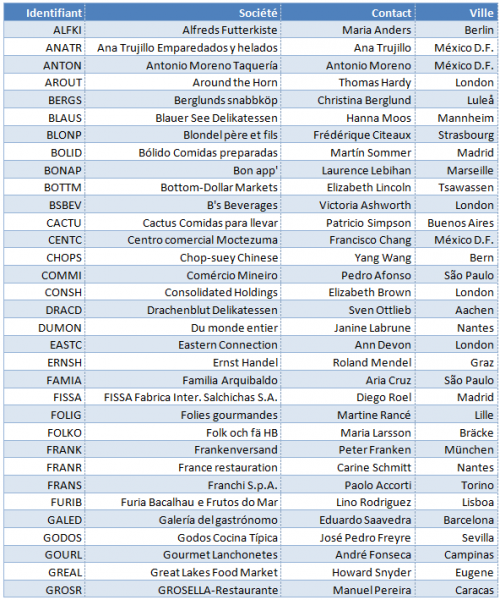 Identifiant Société Contact Ville
ALFKI Alfreds Futterkiste Maria Anders Berlin
ANATR Ana Trujillo Emparedados y helados Ana Trujillo México D.F.
ANTON Antonio Moreno Taquería Antonio Moreno México D.F.
AROUT Around the Horn Thomas Hardy London
BERGS Berglunds snabbköp Christina Berglund Luleå
BLAUS Blauer See Delikatessen Hanna Moos Mannheim
BLONP Blondel père et fils Frédérique Citeaux Strasbourg
BOLID Bólido Comidas preparadas Martín Sommer Madrid
BONAP Bon app' Laurence Lebihan Marseille
BOTTM Bottom-Dollar Markets Elizabeth Lincoln Tsawassen
BSBEV B's Beverages Victoria Ashworth London
CACTU Cactus Comidas para llevar Patricio Simpson Buenos Aires
CENTC Centro comercial Moctezuma Francisco Chang México D.F.
CHOPS Chop-suey Chinese Yang Wang Bern
COMMI Comércio Mineiro Pedro Afonso São Paulo
CONSH Consolidated Holdings Elizabeth Brown London
DRACD Drachenblut Delikatessen Sven Ottlieb Aachen
DUMON Du monde entier Janine Labrune Nantes
EASTC Eastern Connection Ann Devon London
ERNSH Ernst Handel Roland Mendel Graz
FAMIA Familia Arquibaldo Aria Cruz São Paulo
FISSA FISSA Fabrica Inter. Salchichas S.A. Diego Roel Madrid
FOLIG Folies gourmandes Martine Rancé Lille
FOLKO Folk och fä HB Maria Larsson Bräcke
FRANK Frankenversand Peter Franken München
FRANR France restauration Carine Schmitt Nantes
FRANS Franchi S.p.A. Paolo Accorti Torino
FURIB Furia Bacalhau e Frutos do Mar Lino Rodriguez Lisboa
GALED Galería del gastrónomo Eduardo Saavedra Barcelona
GODOS Godos Cocina Típica José Pedro Freyre Sevilla
GOURL Gourmet Lanchonetes André Fonseca Campinas
GREAL Great Lakes Food Market Howard Snyder Eugene
GROSR GROSELLA-Restaurante Manuel Pereira Caracas